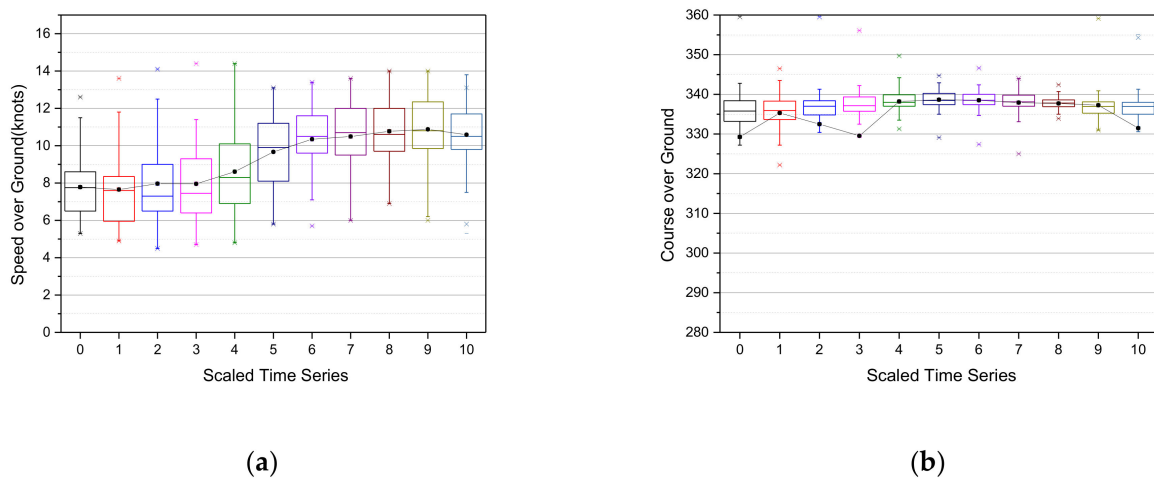 16
14
12
10
8
6
4
2
0
Speed over Ground(knots)
0 1 2 3 4 5 6 7 8 9 10
Scaled Time Series
(a)
360
350
340
330
320
310
300
290
280
Course over Ground
0 1 2 3 4 5 6 7 8 9 10
Scaled Time Series
(b)